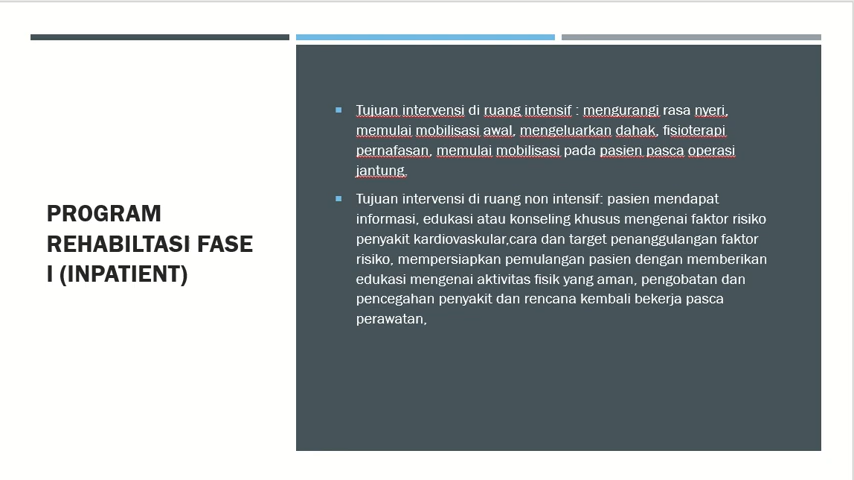 PROGRAM
REHABILTASI FASE
I (INPATIENT)
Tujuan intervensi di ruang intensif : mengurangi rasa nyeri,
memulai mobilisasi awal, mengeluarkan dahak, fisioterapi
pernafasan, memulai mobilisasi pada pasien pasca operasi
jantung,
Tujuan intervensi di ruang non intensif: pasien mendapat
informasi, edukasi atau konseling khusus mengenai faktor risiko
penyakit kardiovaskular,cara dan target penanggulangan faktor
risiko, mempersiapkan pemulangan pasien dengan memberikan
edukasi mengenai aktivitas fisik yang aman, pengobatan dan
pencegahan penyakit dan rencana kembali bekerja pasca
perawatan,